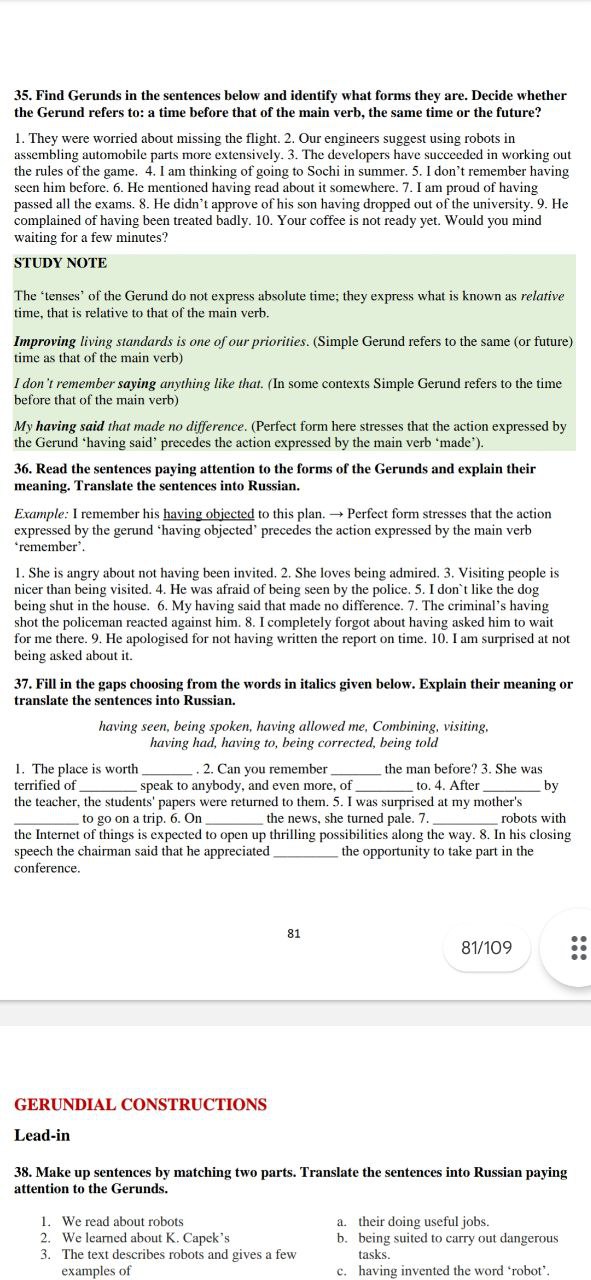 35. Find Gerunds in the sentences below and identify what forms they are. Decide whether
the Gerund refers to: a time before that of the main verb, the same time or the future?
1. They were worried about missing the flight. 2. Our engineers suggest using robots in
assembling automobile parts more extensively. 3. The developers have succeeded in working out
the rules of the game. 4. I am thinking of going to Sochi in summer. 5. I don’t remember having
seen him before. 6. He mentioned having read about it somewhere. 7. I am proud of having
passed all the exams. 8. He didn’t approve of his son having dropped out of the university. 9. He
complained of having been treated badly. 10. Your coffee is not ready yet. Would you mind
waiting for a few minutes?
STUDY NOTE
The ‘tenses’ of the Gerund do not express absolute time; they express what is known as relative
time, that is relative to that of the main verb.
Improving living standards is one of our priorities. (Simple Gerund refers to the same (or future)
time as that of the main verb)
I don’t remember saying anything like that. (In some contexts Simple Gerund refers to the time
before that of the main verb)
My having said that made no difference. (Perfect form here stresses that the action expressed by
the Gerund ‘having said’ precedes the action expressed by the main verb ‘made’).
36. Read the sentences paying attention to the forms of the Gerunds and explain their
meaning. Translate the sentences into Russian.
Example: I remember his having objected to this plan. → Perfect form stresses that the action
expressed by the gerund ‘having objected’ precedes the action expressed by the main verb
‘remember’.
1. She is angry about not having been invited. 2. She loves being admired. 3. Visiting people is
nicer than being visited. 4. He was afraid of being seen by the police. 5. I don`t like the dog
being shut in the house. 6. My having said that made no difference. 7. The criminal’s having
shot the policeman reacted against him. 8. I completely forgot about having asked him to wait
for me there. 9. He apologised for not having written the report on time. 10. I am surprised at not
being asked about it.
37. Fill in the gaps choosing from the words in italics given below. Explain their meaning or
translate the sentences into Russian.
having seen, being spoken, having allowed me, Combining, visiting,
having had, having to, being corrected, being told
1. The place is worth _______ . 2. Can you remember _______ the man before? 3. She was
terrified of ________ speak to anybody, and even more, of ________ to. 4. After ________ by
the teacher, the students' papers were returned to them. 5. I was surprised at my mother's
_________ to go on a trip. 6. On ________ the news, she turned pale. 7. _________ robots with
the Internet of things is expected to open up thrilling possibilities along the way. 8. In his closing
speech the chairman said that he appreciated _________ the opportunity to take part in the
conference.
81
81/109
GERUNDIAL CONSTRUCTIONS
Lead-in
38. Make up sentences by matching two parts. Translate the sentences into Russian paying
attention to the Gerunds.
1. We read about robots
2. We learned about K. Capek’s
3. The text describes robots and gives a few
examples of
a. their doing useful jobs.
b. being suited to carry out dangerous
tasks.
c. having invented the word ‘robot’.